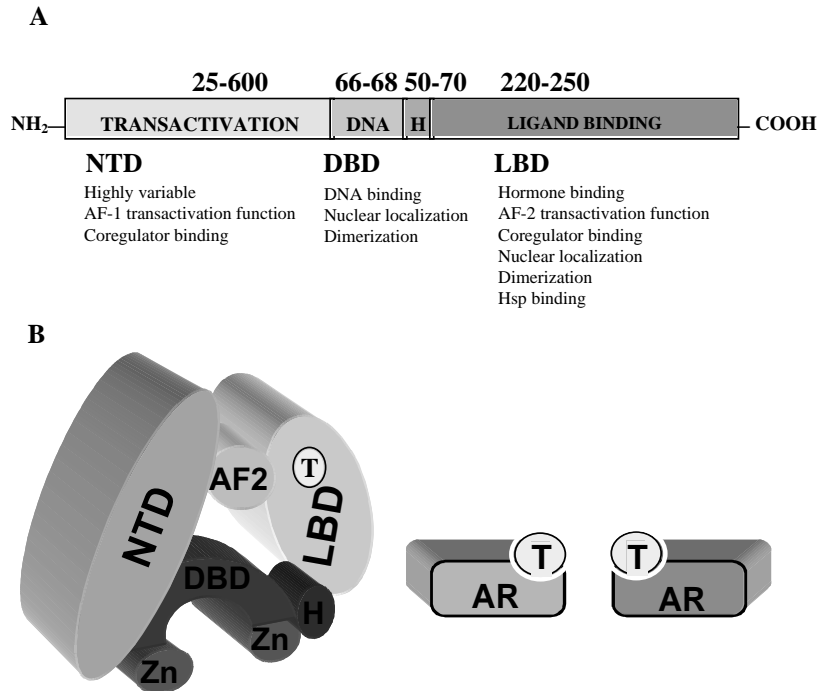 A
25-600 66-68 50-70 220-250
NH2 TRANSACTIVATION DNA H LIGAND BINDING COOH
NTD DBD LBD
Highly variable DNA binding Hormone binding
AF-1 transactivation function Nuclear localization AF-2 transactivation function
Coregulator binding Dimerization Coregulator binding
Nuclear localization
Dimerization
Hsp binding
B
NTD
AF2
T
LBD
DBD
H
Zn
Zn
T
AR
T
AR